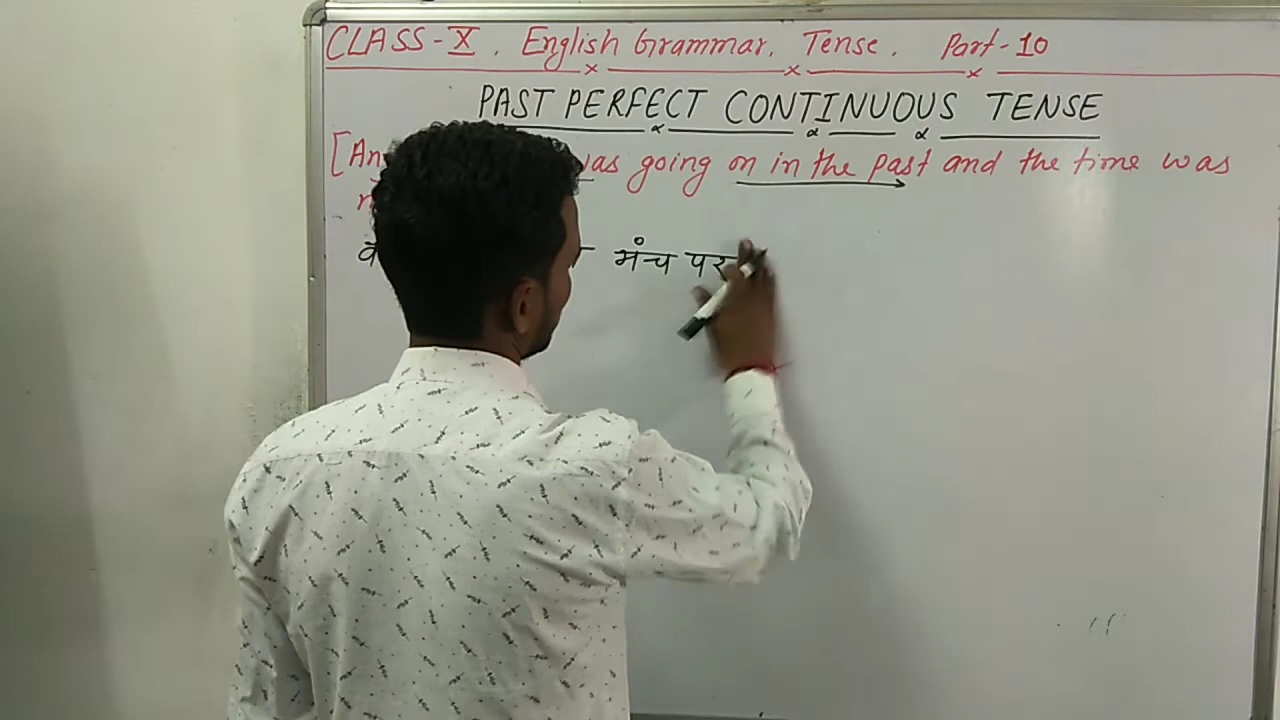 CLASS-X. English Grammar. Tense. Part-10
PAST PERFECT CONTINUOUS TENSE
was going on in the past and the time was
मंच पर